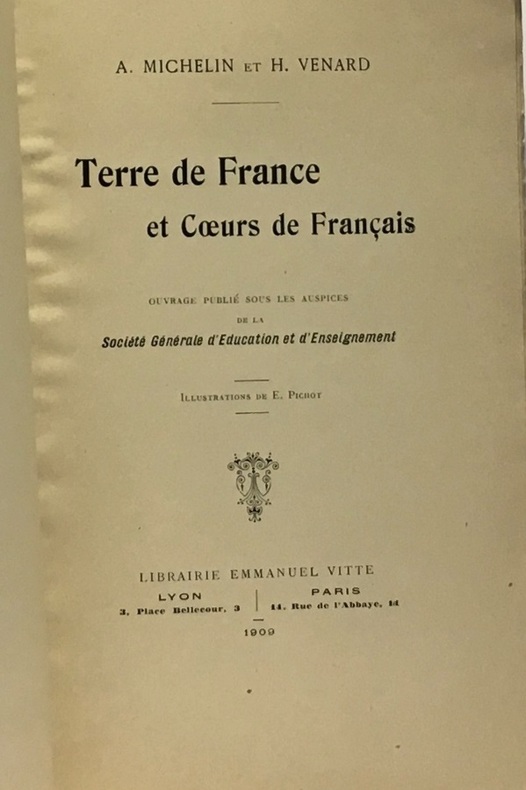 A. MICHELIN ET H. VENARD
Terre de France
et Cœurs de Français
OUVRAGE PUBLIÉ SOUS LES AUSPICES
DE LA
Société Générale d'Education et d'Enseignement
ILLUSTRATIONS DE E. PICHOT
LIBRAIRIE EMMANUEL VITTE
LYON
3, Place Bellecour, 3
PARIS
14, Rue de l'Abbaye, 14
1909